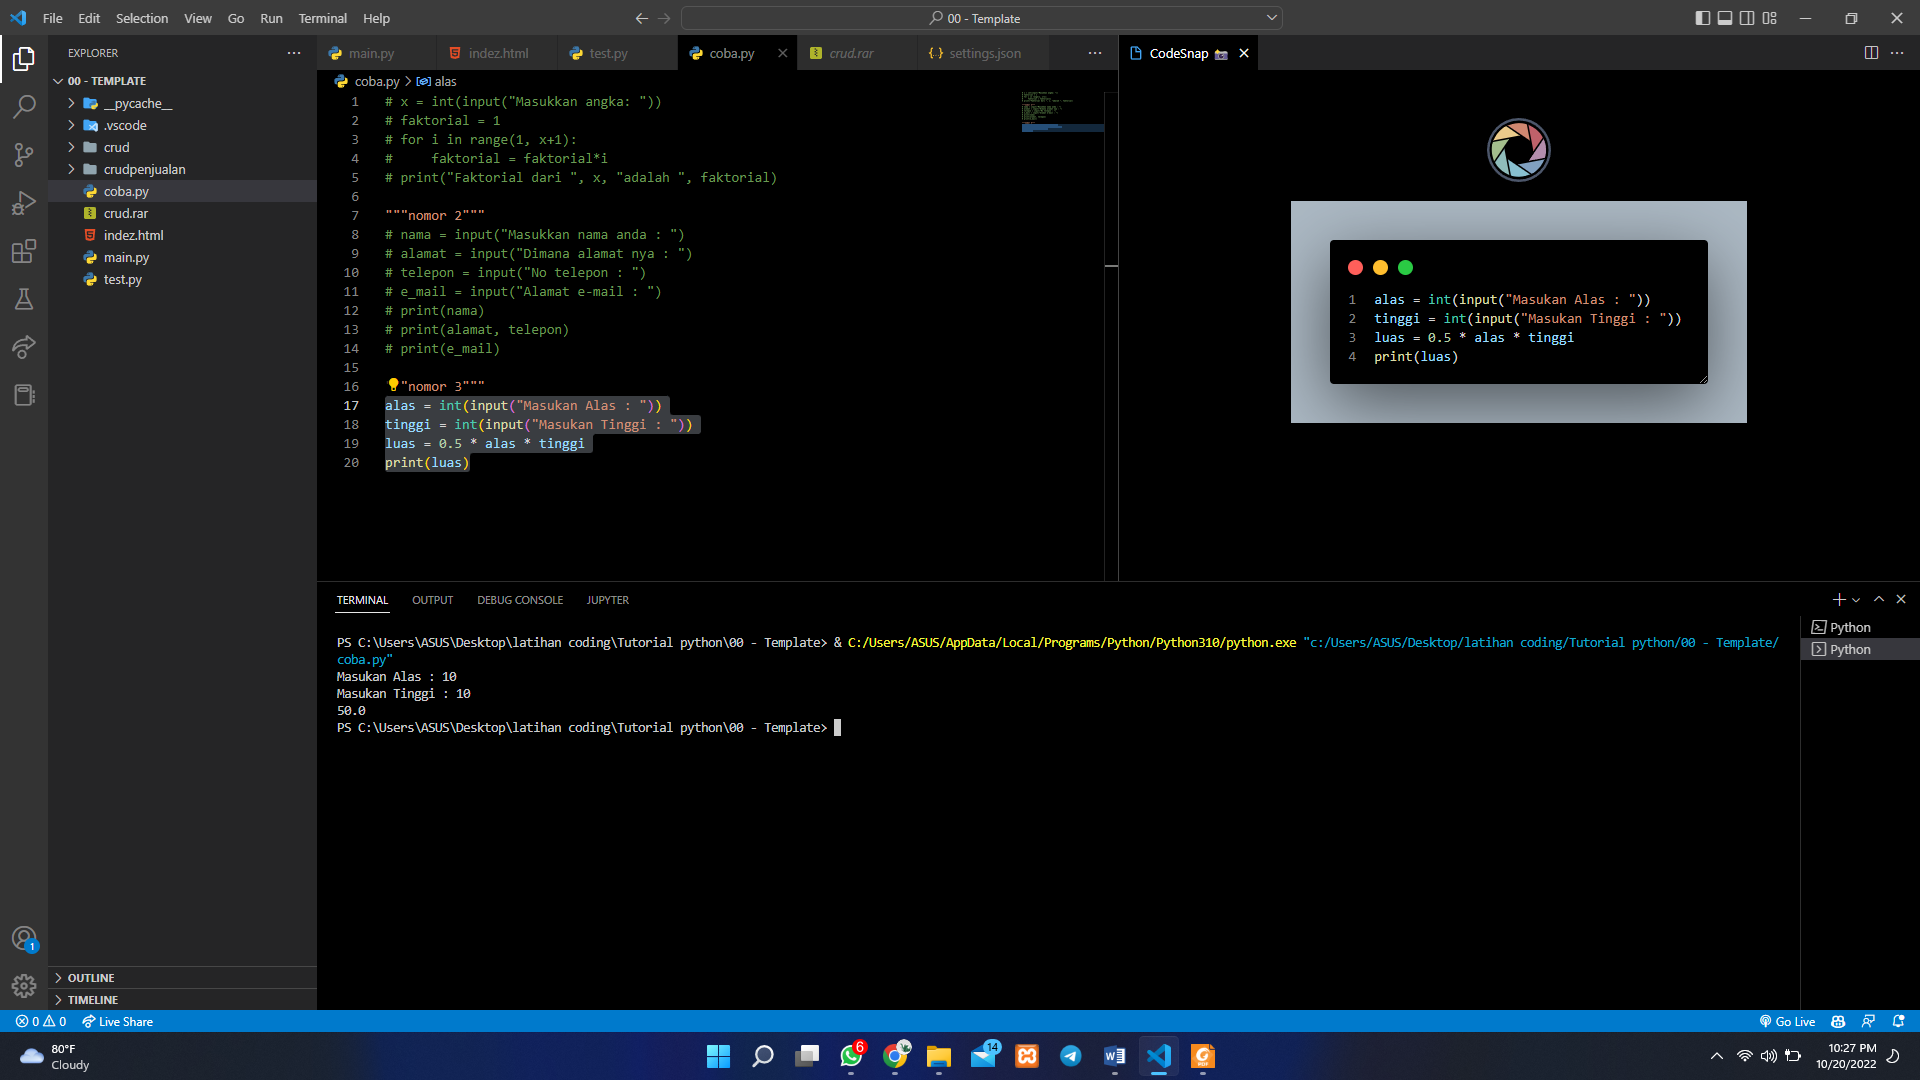 File Edit Selection View Go Run Terminal Help
00 - Template
EXPLORER
00 - TEMPLATE
__pycache__
.vscode
crud
crudpenjualan
coba.py
crud.rar
indez.html
main.py
test.py
OUTLINE
TIMELINE
main.py indez.html test.py coba.py crud.rar settings.json
coba.py > alas
1 # x = int(input("Masukkan angka: "))
2 # faktorial = 1
3 # for i in range(1, x+1):
4 #     faktorial = faktorial*i
5 # print("Faktorial dari ", x, "adalah ", faktorial)
6
7 """nomor 2"""
8 # nama = input("Masukkan nama anda : ")
9 # alamat = input("Dimana alamat nya : ")
10 # telepon = input("No telepon : ")
11 # e_mail = input("Alamat e-mail : ")
12 # print(nama)
13 # print(alamat, telepon)
14 # print(e_mail)
15
16 "nomor 3"""
17 alas = int(input("Masukan Alas : "))
18 tinggi = int(input("Masukan Tinggi : "))
19 luas = 0.5 * alas * tinggi
20 print(luas)
CodeSnap
1 alas = int(input("Masukan Alas : "))
2 tinggi = int(input("Masukan Tinggi : "))
3 luas = 0.5 * alas * tinggi
4 print(luas)
TERMINAL OUTPUT DEBUG CONSOLE JUPYTER
PS C:\Users\ASUS\Desktop\latihan coding\Tutorial python\00 - Template> & C:/Users/ASUS/AppData/Local/Programs/Python/Python310/python.exe "c:/Users/ASUS/Desktop/latihan coding/Tutorial python/00 - Template/
coba.py"
Masukan Alas : 10
Masukan Tinggi : 10
50.0
PS C:\Users\ASUS\Desktop\latihan coding\Tutorial python\00 - Template>
Python
Python
1
0 0 Live Share
Go Live
80°F
Cloudy
6
14
10:27 PM
10/20/2022